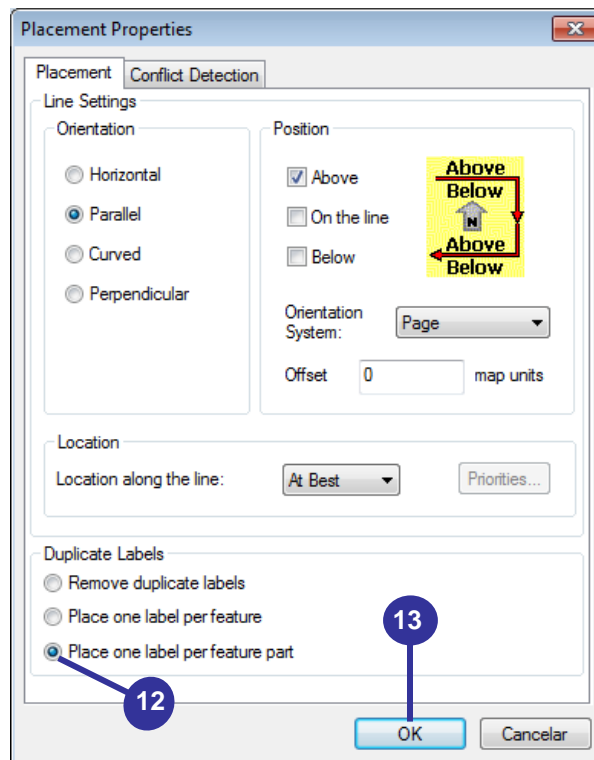 Placement Properties
Placement
Conflict Detection
Line Settings
Orientation
Horizontal
Parallel
Curved
Perpendicular
Position
Above
On the line
Below
Above
Below
N
Above
Below
Orientation
System:
Page
Offset 0 map units
Location
Location along the line: At Best Priorities...
Duplicate Labels
Remove duplicate labels
Place one label per feature
Place one label per feature part
12
13
OK
Cancelar